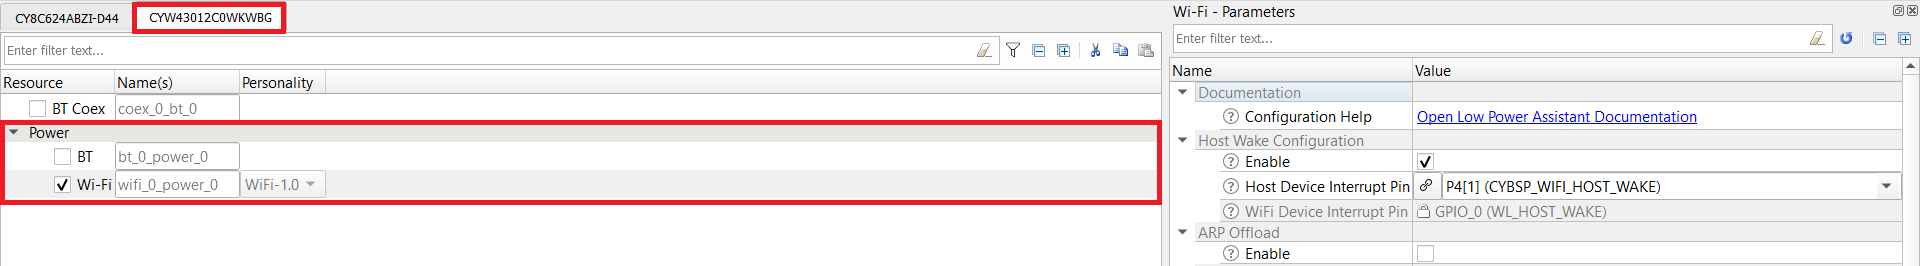 CY8C624ABZI-D44
CYW43012C0WKWBG
Enter filter text...
Resource Name(s) Personality
BT Coex coex_0_bt_0
Power
BT bt_0_power_0
Wi-Fi wifi_0_power_0 WiFi-1.0
Wi-Fi - Parameters
Enter filter text...
Name Value
Documentation
Configuration Help Open Low Power Assistant Documentation
Host Wake Configuration
Enable
Host Device Interrupt Pin P4[1] (CYBSP_WIFI_HOST_WAKE)
WiFi Device Interrupt Pin GPIO_0 (WL_HOST_WAKE)
ARP Offload
Enable